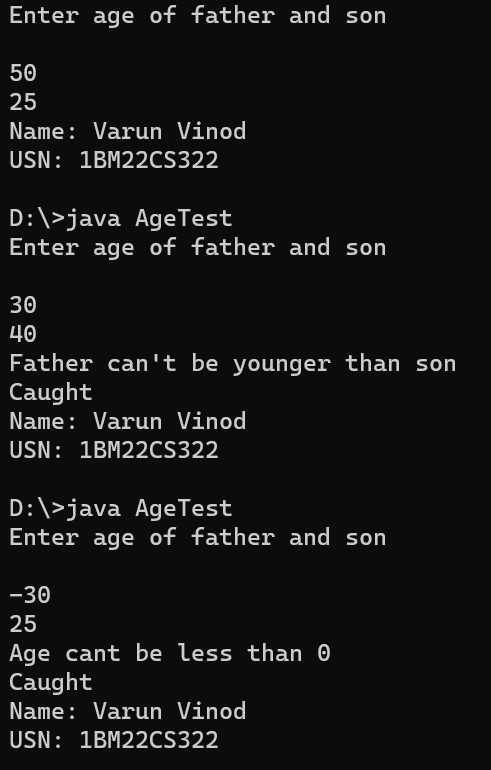 Enter age of father and son
50
25
Name: Varun Vinod
USN: 1BM22CS322
D:\>java AgeTest
Enter age of father and son
30
40
Father can't be younger than son
Caught
Name: Varun Vinod
USN: 1BM22CS322
D:\>java AgeTest
Enter age of father and son
-30
25
Age cant be less than 0
Caught
Name: Varun Vinod
USN: 1BM22CS322